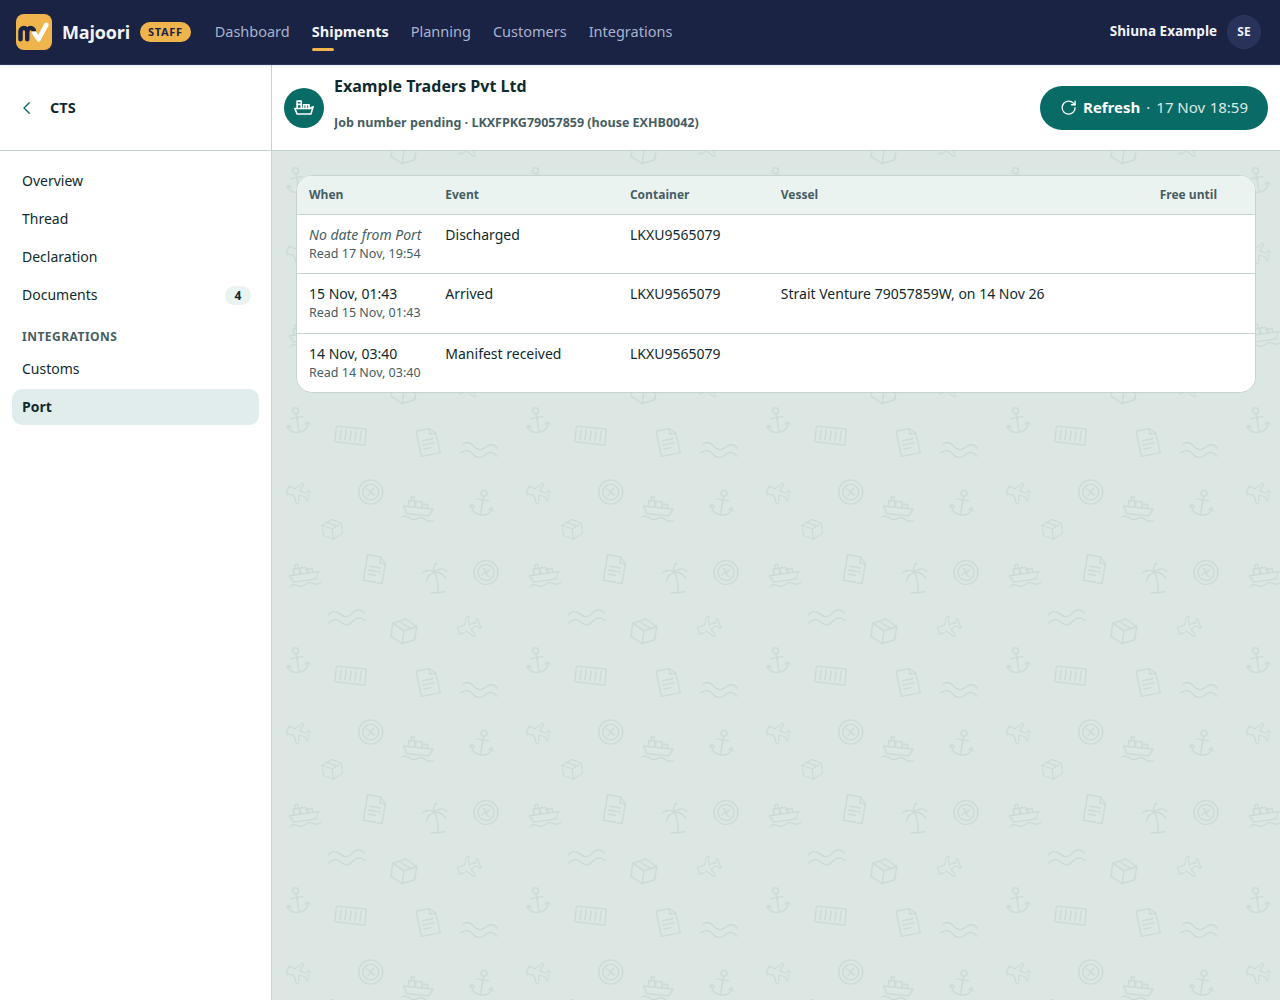 Majoori STAFF Dashboard Shipments Planning Customers Integrations Shiuna Example SE
CTS
Example Traders Pvt Ltd
Job number pending · LKXFPKG79057859 (house EXHB0042)
Refresh · 17 Nov 18:59
Overview
Thread
Declaration
Documents 4
INTEGRATIONS
Customs
Port
When Event Container Vessel Free until
No date from Port Discharged LKXU9565079
Read 17 Nov, 19:54
15 Nov, 01:43 Arrived LKXU9565079 Strait Venture 79057859W, on 14 Nov 26
Read 15 Nov, 01:43
14 Nov, 03:40 Manifest received LKXU9565079
Read 14 Nov, 03:40